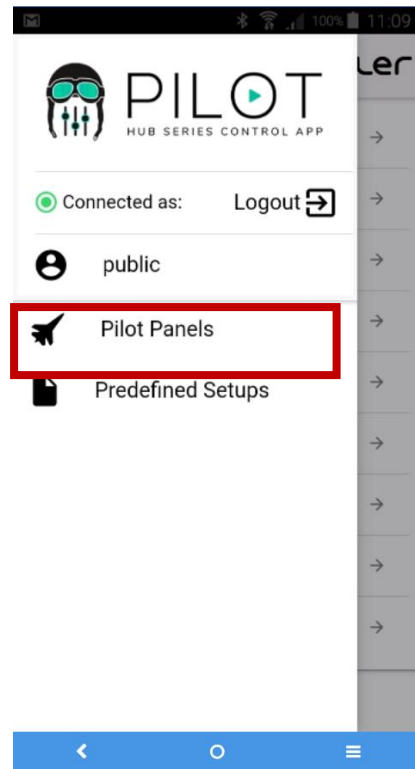 100% 11:09
ler
PILOT
HUB SERIES CONTROL APP
Connected as:
Logout
public
Pilot Panels
Predefined Setups